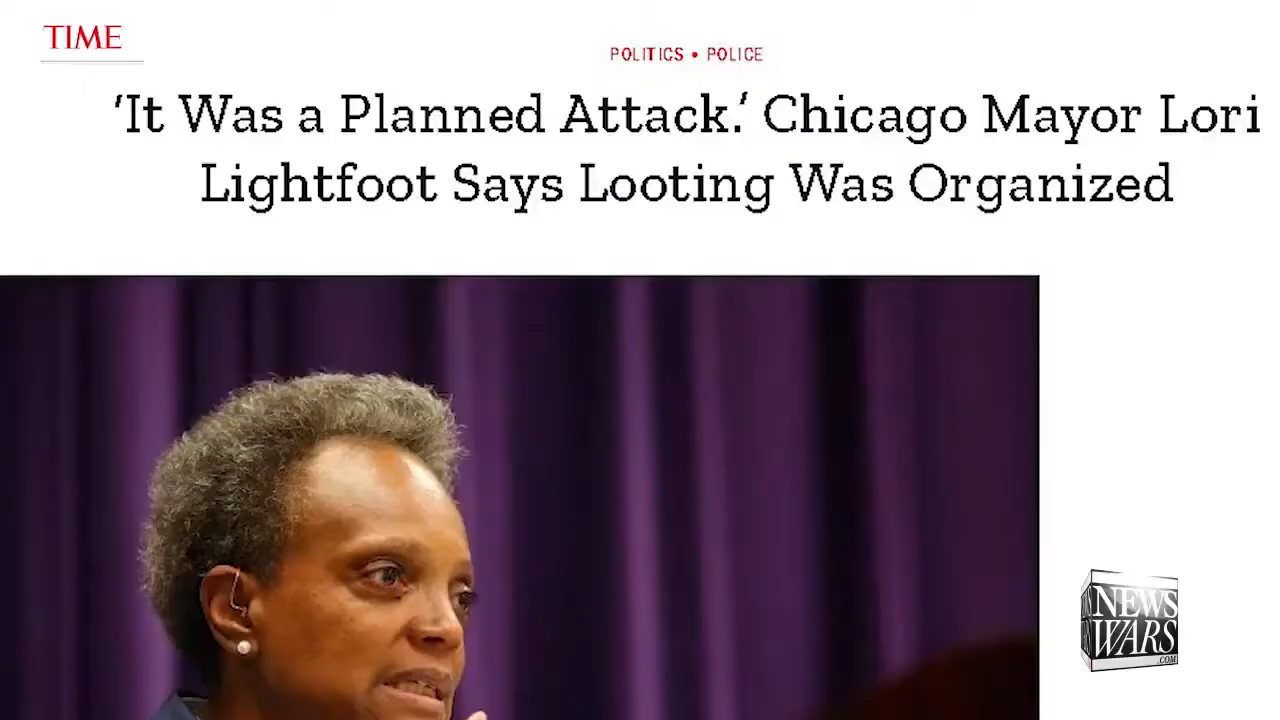 TIME
POLITICS • POLICE
‘It Was a Planned Attack.’ Chicago Mayor Lori
Lightfoot Says Looting Was Organized
NEWS
WARS
.COM